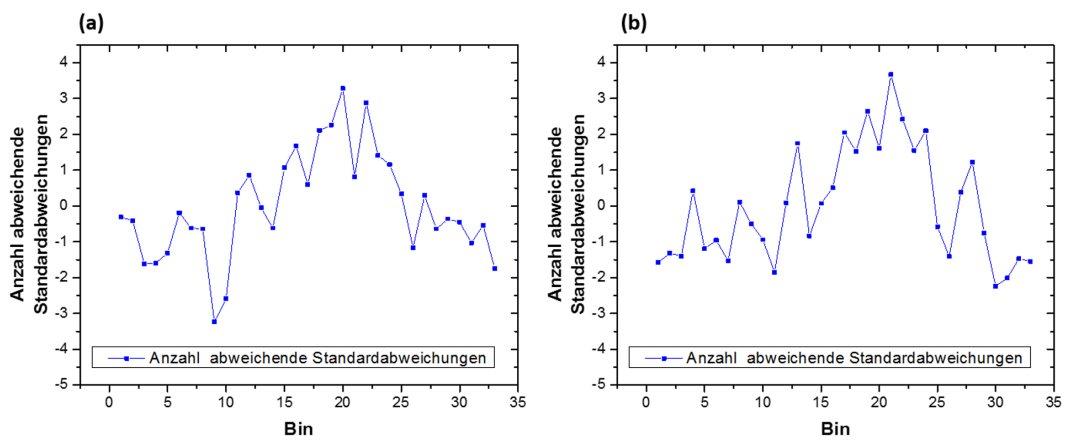 (a)
4
3
2
1
0
-1
-2
-3
-4
-5
Anzahl abweichende
Standardabweichungen
Anzahl abweichende Standardabweichungen
0 5 10 15 20 25 30 35
Bin
(b)
4
3
2
1
0
-1
-2
-3
-4
-5
Anzahl abweichende
Standardabweichungen
Anzahl abweichende Standardabweichungen
0 5 10 15 20 25 30 35
Bin